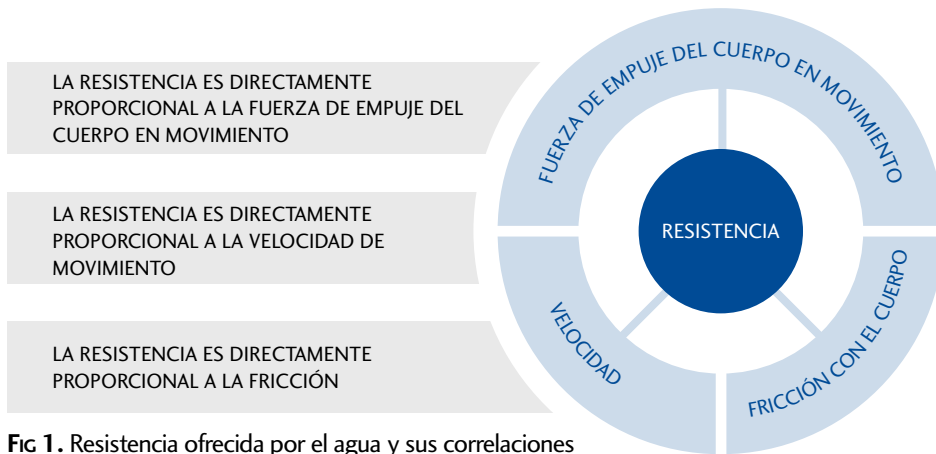 LA RESISTENCIA ES DIRECTAMENTE
PROPORCIONAL A LA FUERZA DE EMPUJE DEL
CUERPO EN MOVIMIENTO
LA RESISTENCIA ES DIRECTAMENTE
PROPORCIONAL A LA VELOCIDAD DE
MOVIMIENTO
LA RESISTENCIA ES DIRECTAMENTE
PROPORCIONAL A LA FRICCIÓN
FUERZA DE EMPUJE DEL CUERPO EN MOVIMIENTO
RESISTENCIA
VELOCIDAD
FRICCIÓN CON EL CUERPO
FIG 1. Resistencia ofrecida por el agua y sus correlaciones